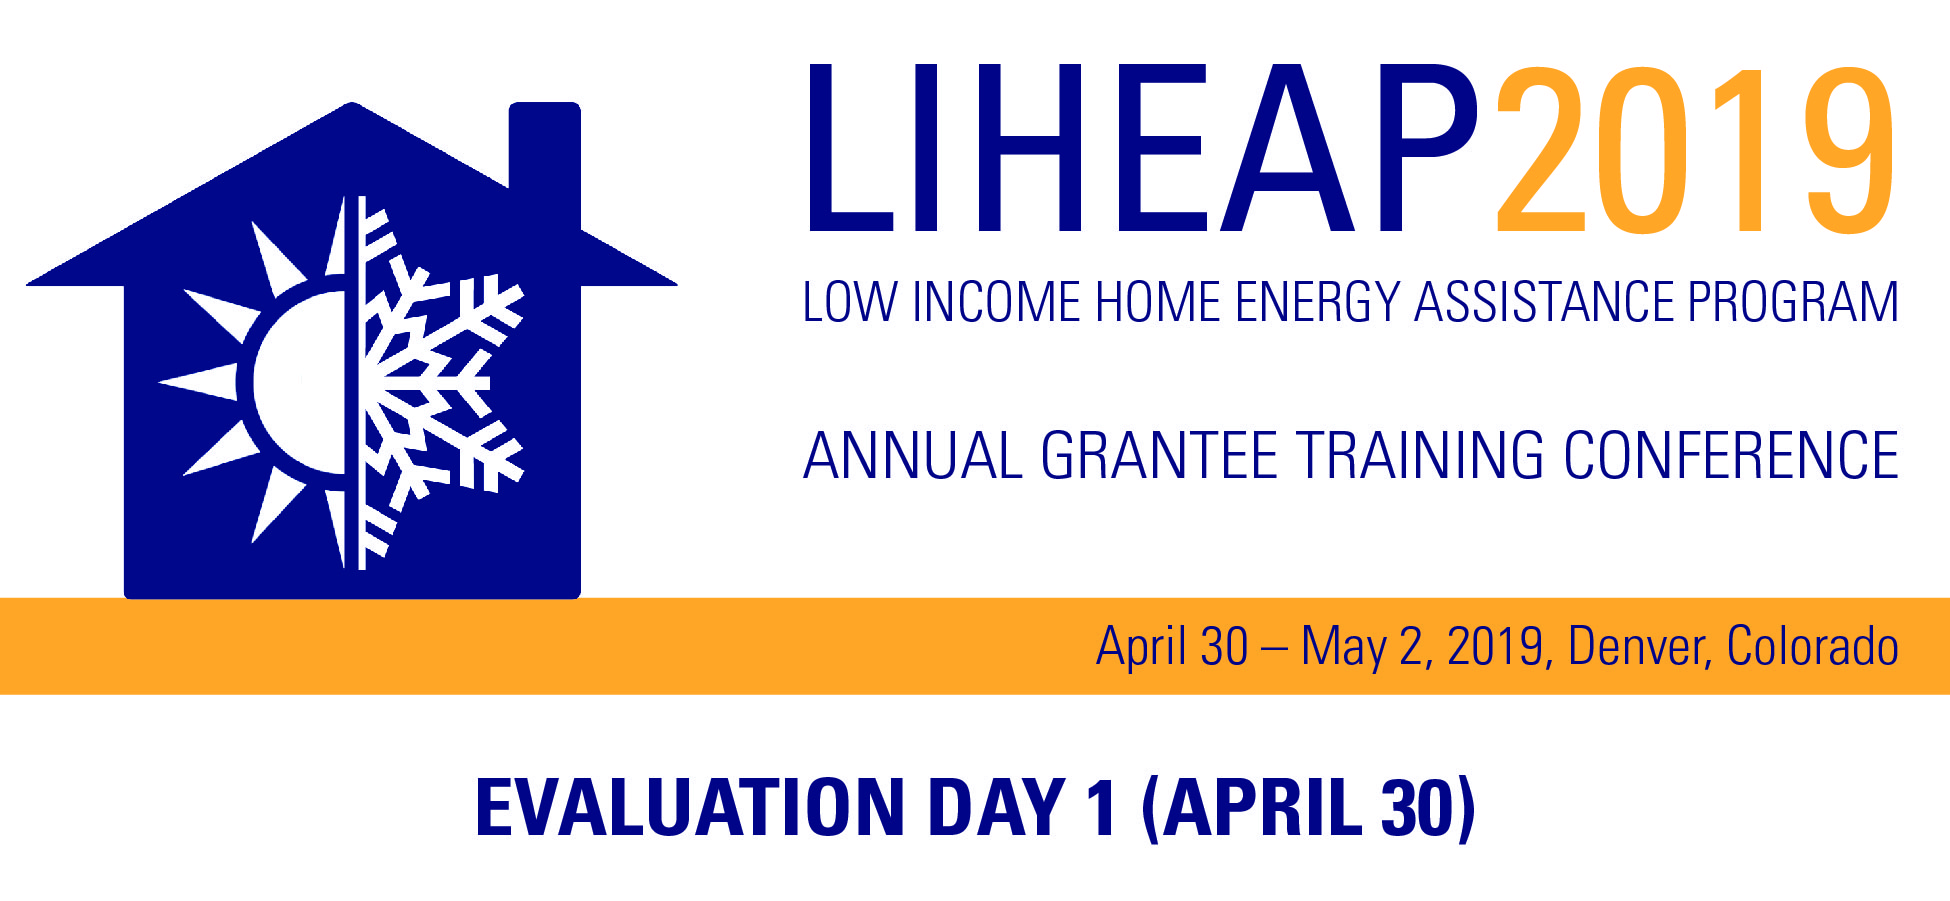 LIHEAP2019
LOW INCOME HOME ENERGY ASSISTANCE PROGRAM
ANNUAL GRANTEE TRAINING CONFERENCE
April 30 – May 2, 2019, Denver, Colorado
EVALUATION DAY 1 (APRIL 30)